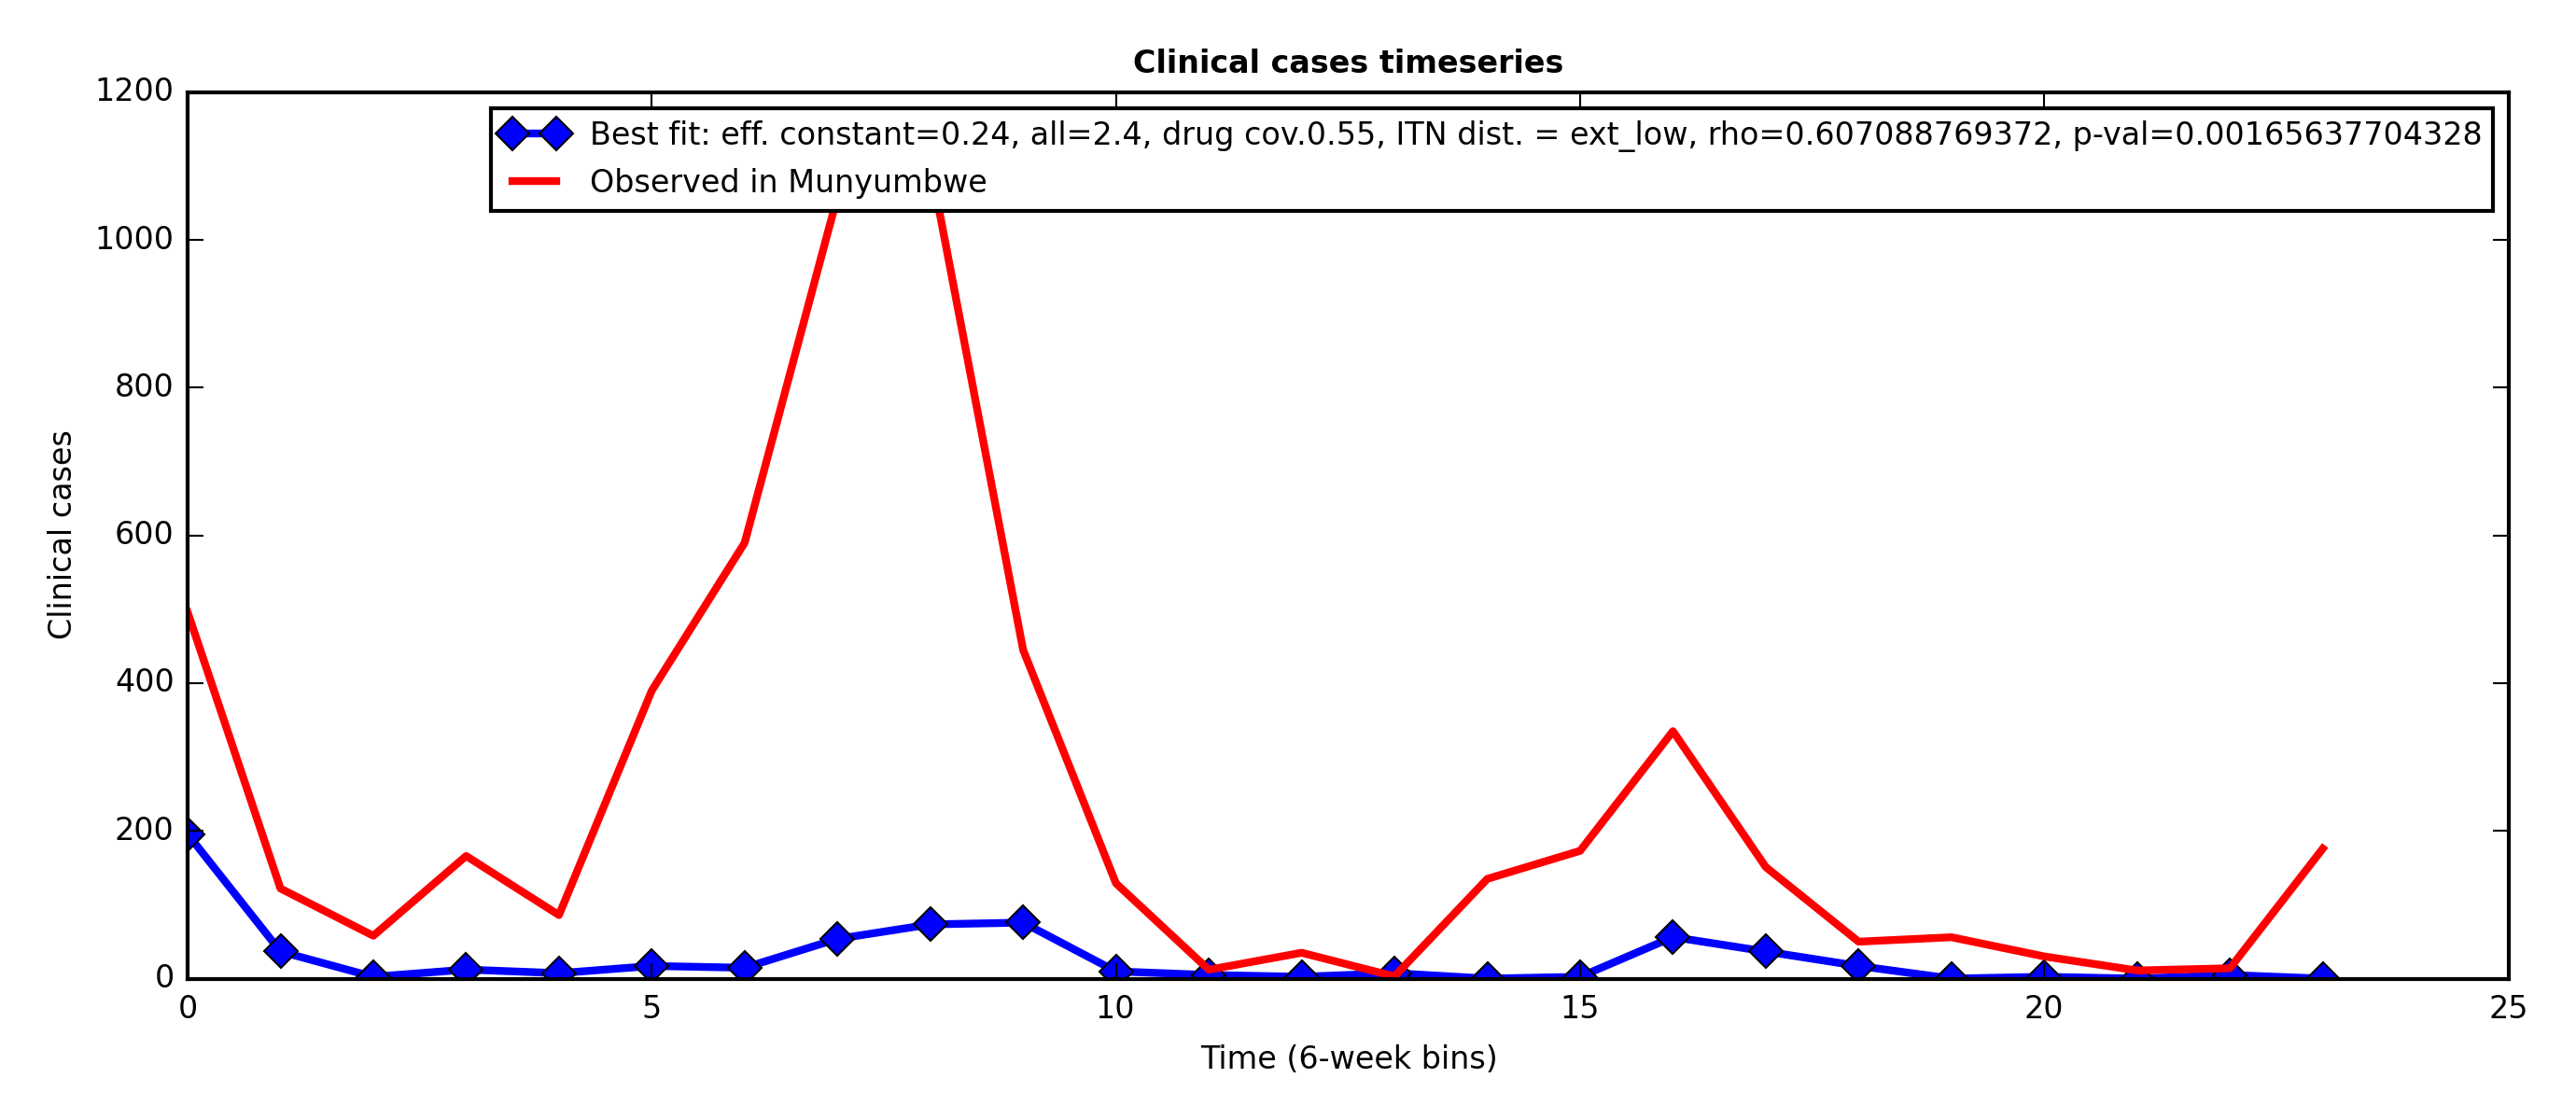 Clinical cases timeseries
1200
1000
800
600
400
200
0
Clinical cases
Best fit: eff. constant=0.24, all=2.4, drug cov.0.55, ITN dist. = ext_low, rho=0.607088769372, p-val=0.00165637704328
Observed in Munyumbwe
0 5 10 15 20 25
Time (6-week bins)